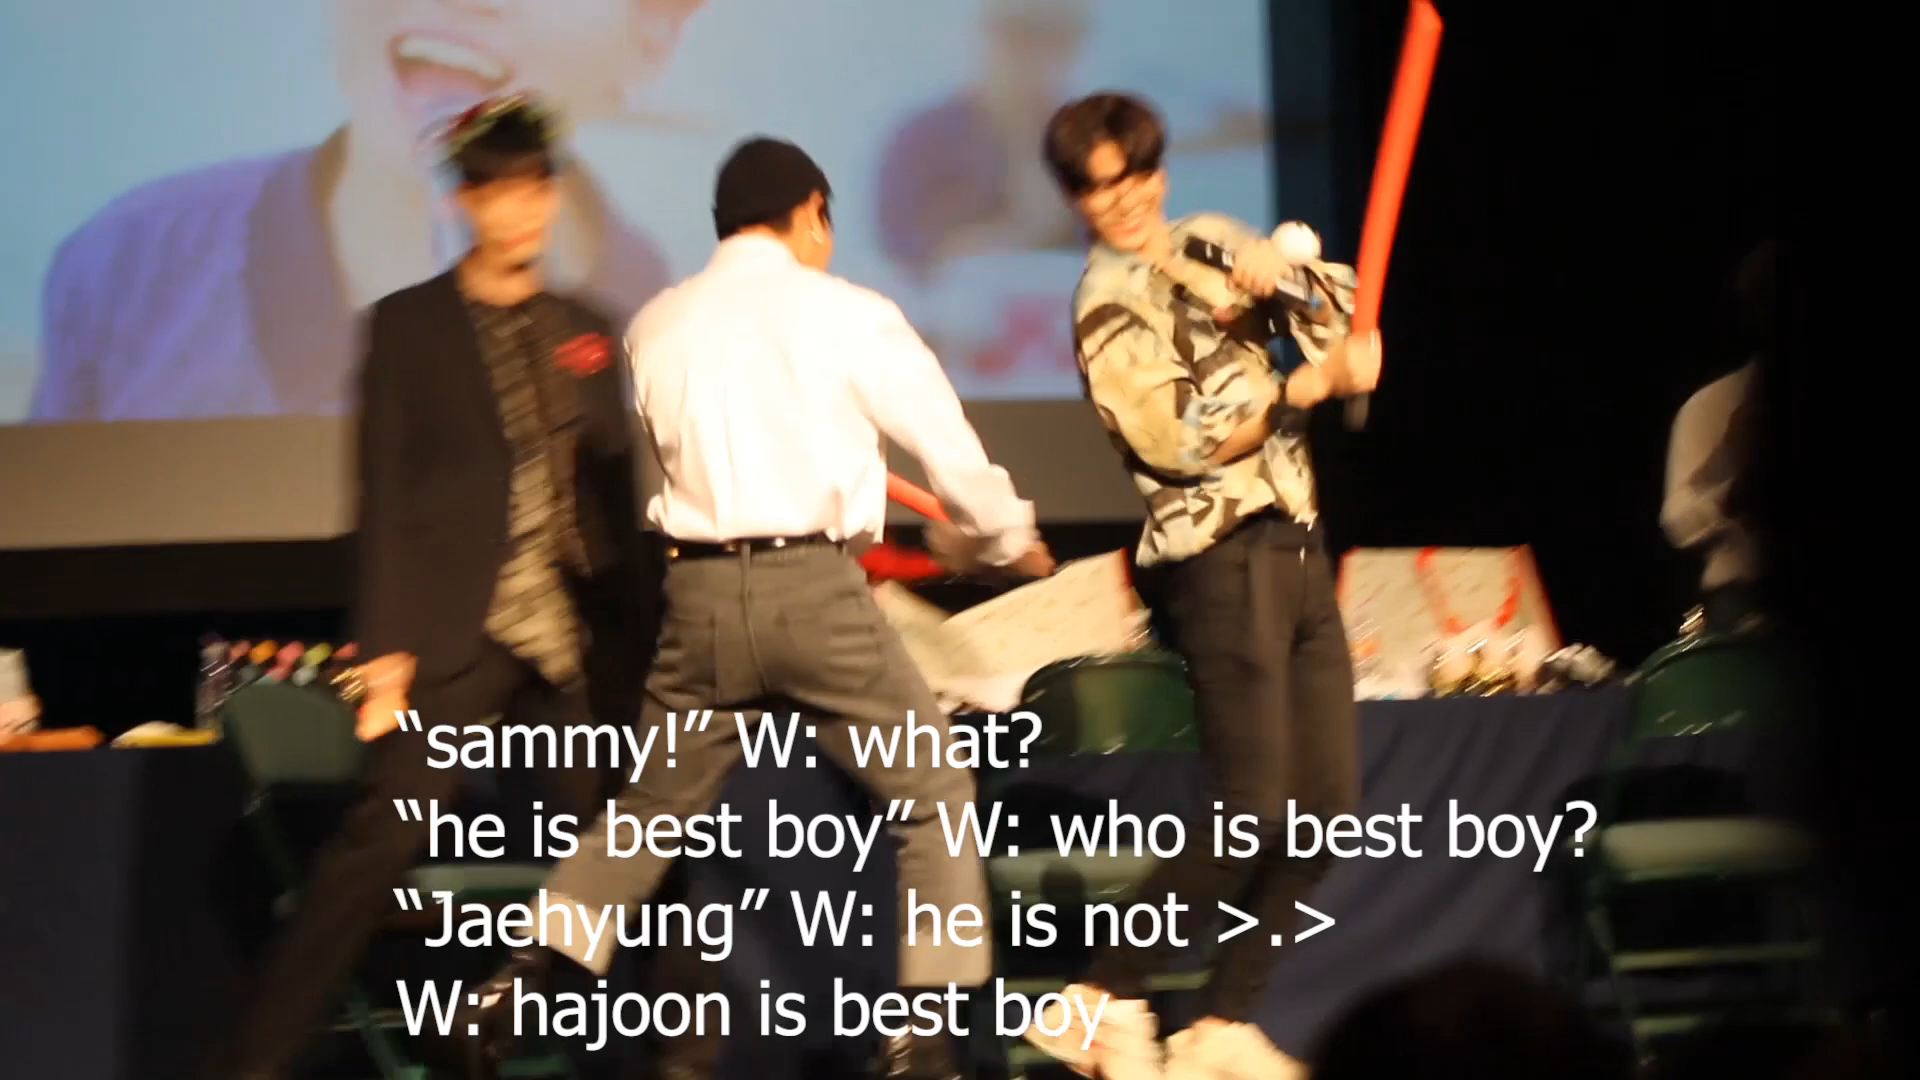 “sammy!” W: what?
“he is best boy” W: who is best boy?
“Jaehyung” W: he is not >.>
W: hajoon is best boy